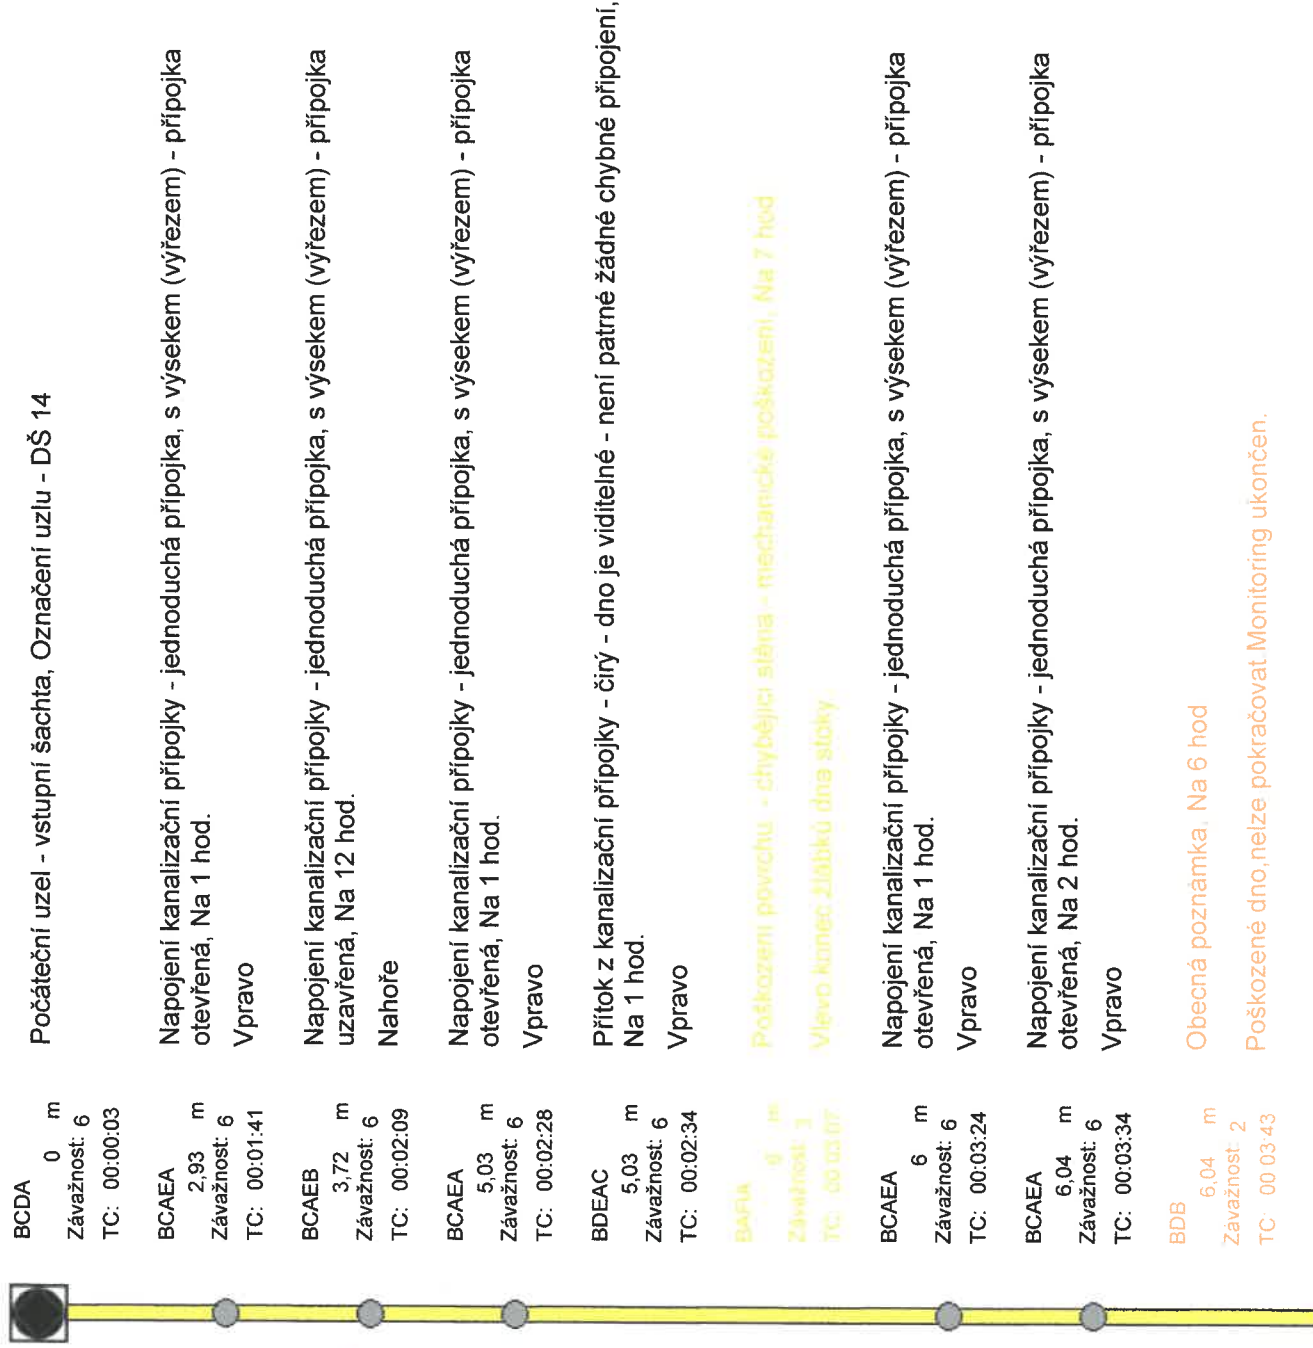 BCDA
0 m
Závažnost: 6
TC: 00:00:03
Počáteční uzel - vstupní šachta, Označení uzlu - DŠ 14
BCAEA
2,93 m
Závažnost: 6
TC: 00:01:41
Napojení kanalizační přípojky - jednoduchá přípojka, s výsekem (výřezem) - přípojka
otevřená, Na 1 hod.
Vpravo
BCAEB
3,72 m
Závažnost: 6
TC: 00:02:09
Napojení kanalizační přípojky - jednoduchá přípojka, s výsekem (výřezem) - přípojka
uzavřená, Na 12 hod.
Nahoře
BCAEA
5,03 m
Závažnost: 6
TC: 00:02:28
Napojení kanalizační přípojky - jednoduchá přípojka, s výsekem (výřezem) - přípojka
otevřená, Na 1 hod.
Vpravo
BDEAC
5,03 m
Závažnost: 6
TC: 00:02:34
Přítok z kanalizační přípojky - čirý - dno je viditelné - není patrné žádné chybné připojení,
Na 1 hod.
Vpravo
m
Závažnost: 3
TC: 00:03:07
Poškození povrchu - chybějící stěna - mechanické poškození, Na 7 hod
Vlevo konec žlábků dna stoky.
BCAEA
6 m
Závažnost: 6
TC: 00:03:24
Napojení kanalizační přípojky - jednoduchá přípojka, s výsekem (výřezem) - přípojka
otevřená, Na 1 hod.
Vpravo
BCAEA
6,04 m
Závažnost: 6
TC: 00:03:34
Napojení kanalizační přípojky - jednoduchá přípojka, s výsekem (výřezem) - přípojka
otevřená, Na 2 hod.
Vpravo
BDB
6,04 m
Závažnost: 2
TC: 00 03:43
Obecná poznámka, Na 6 hod
Poškozené dno,nelze pokračovat Monitoring ukončen.